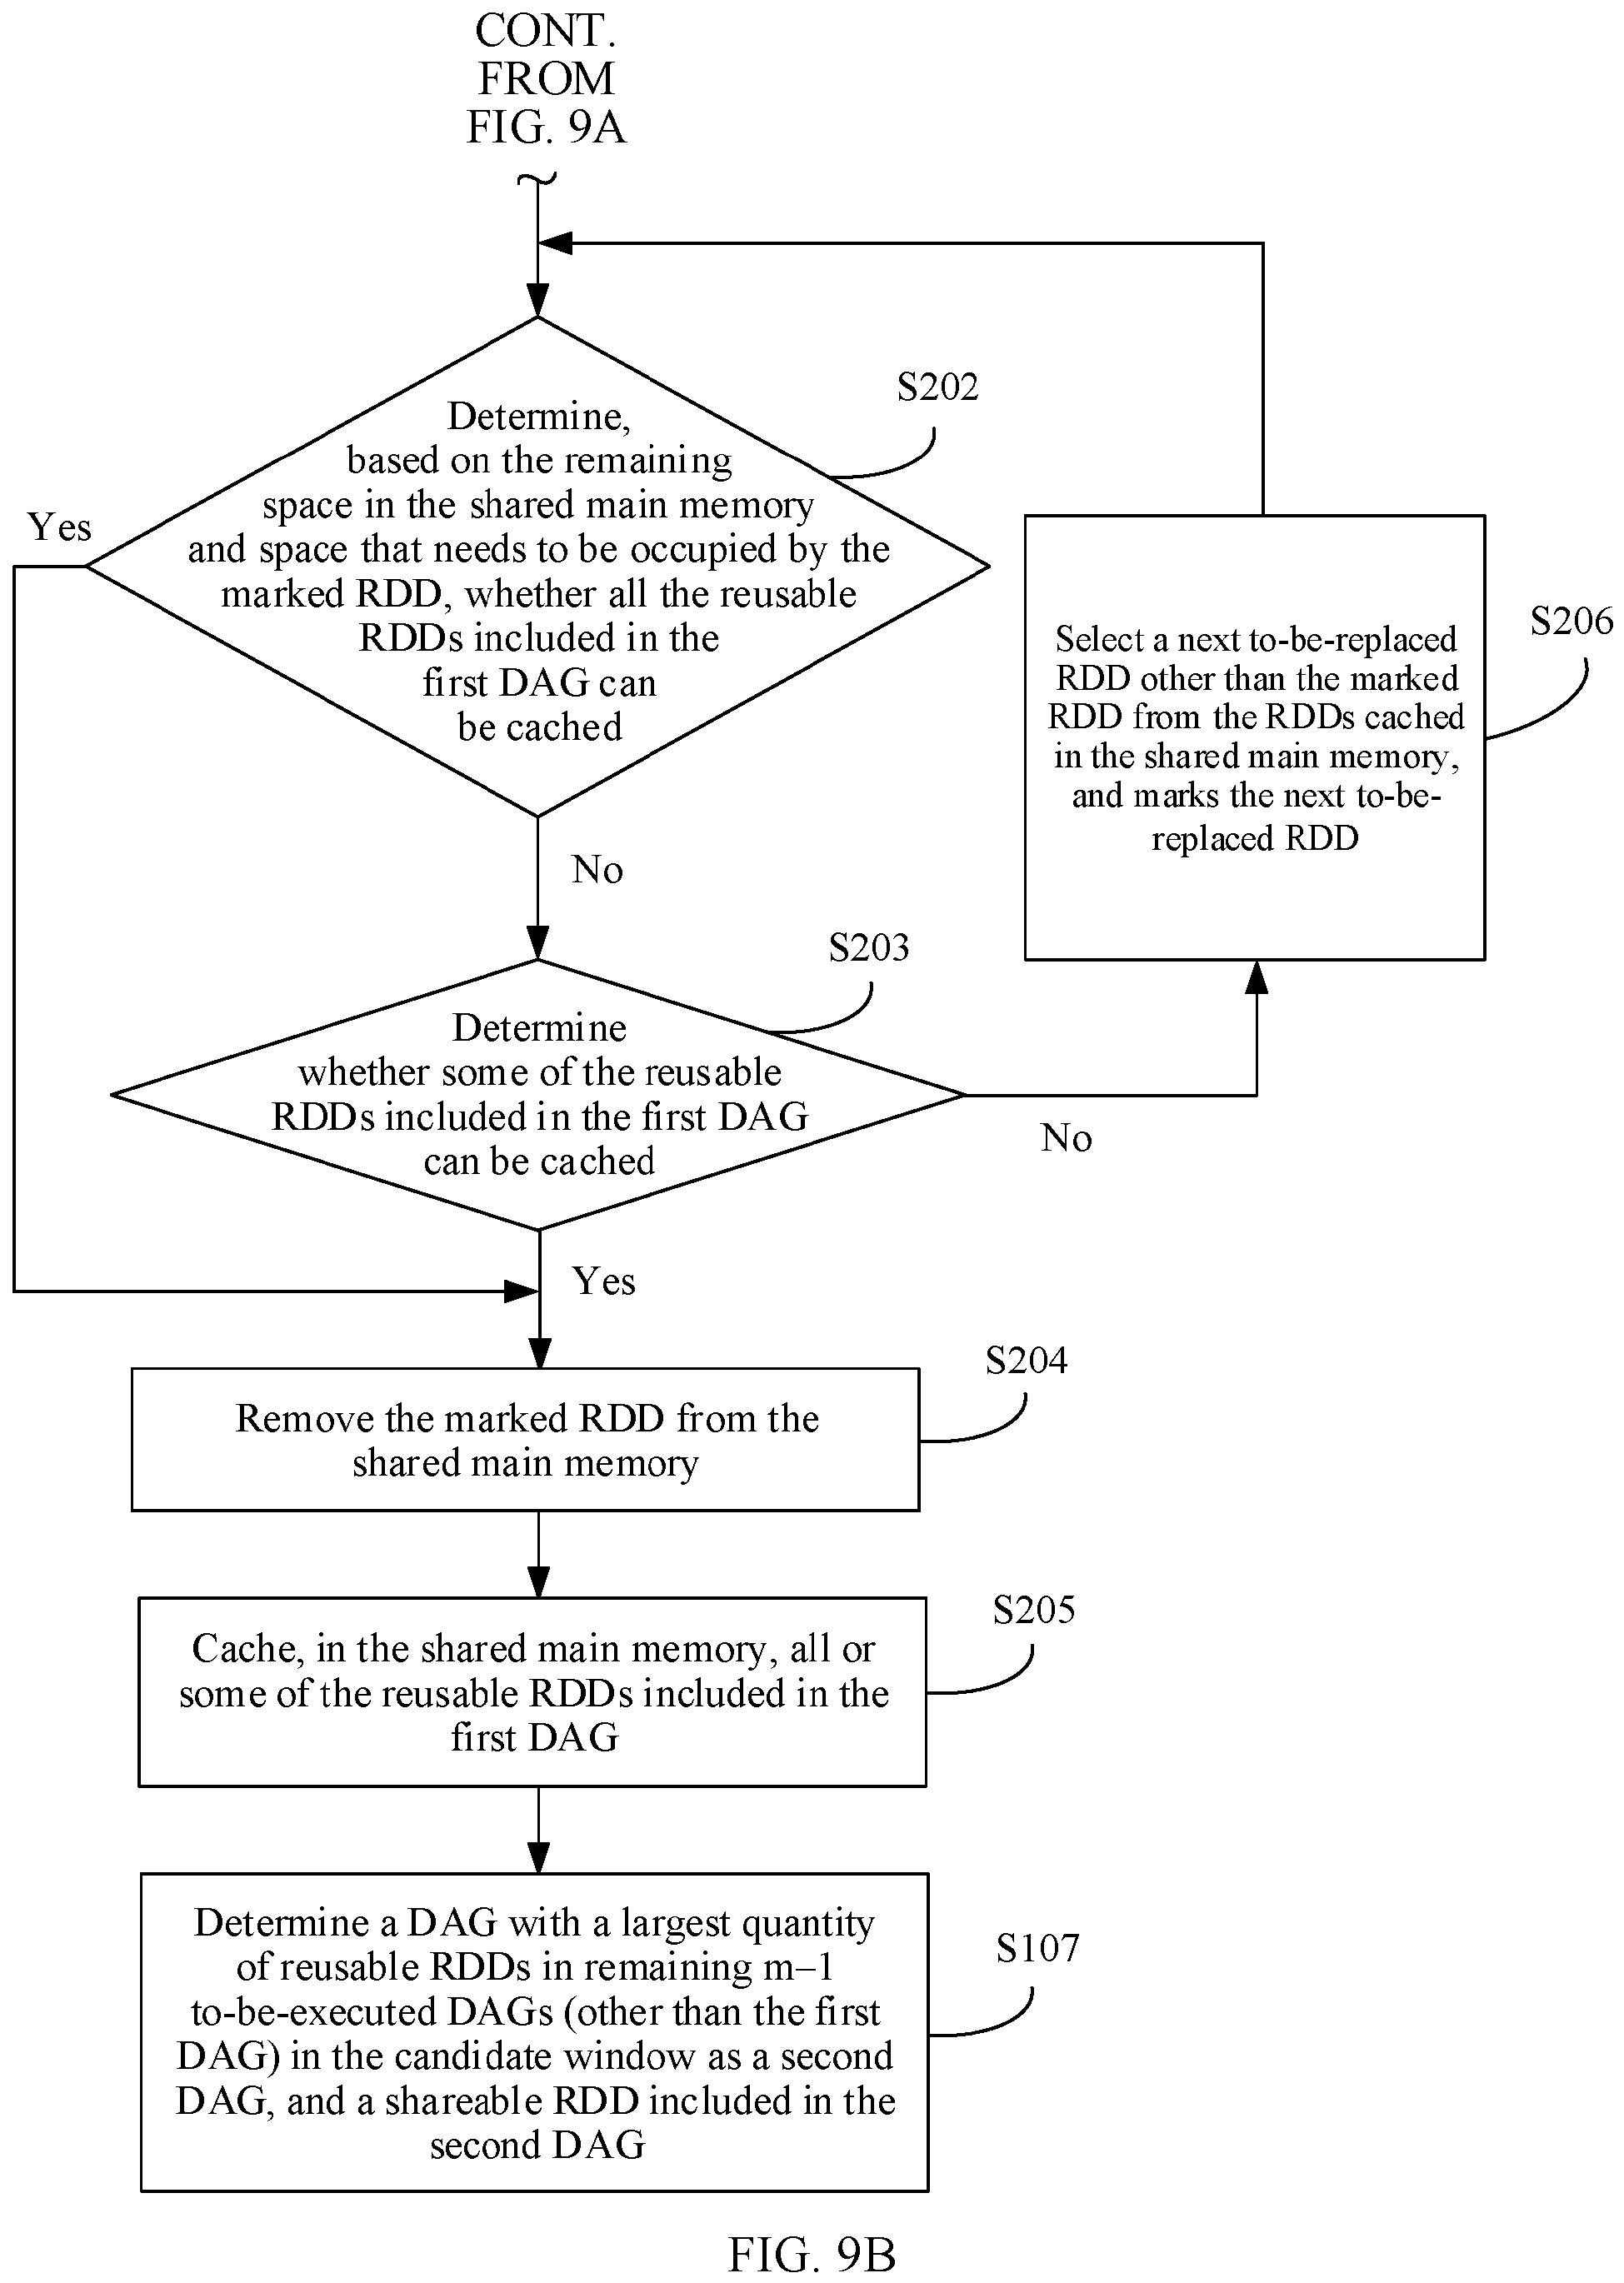 CONT.
FROM
FIG. 9A
S202
Determine,
based on the remaining
space in the shared main memory
and space that needs to be occupied by the
marked RDD, whether all the reusable
RDDs included in the
first DAG can
be cached
Yes
No
S206
Select a next to-be-replaced
RDD other than the marked
RDD from the RDDs cached
in the shared main memory,
and marks the next to-be-
replaced RDD
S203
Determine
whether some of the reusable
RDDs included in the first DAG
can be cached
No
Yes
S204
Remove the marked RDD from the
shared main memory
S205
Cache, in the shared main memory, all or
some of the reusable RDDs included in the
first DAG
S107
Determine a DAG with a largest quantity
of reusable RDDs in remaining m–1
to-be-executed DAGs (other than the first
DAG) in the candidate window as a second
DAG, and a shareable RDD included in the
second DAG
FIG. 9B